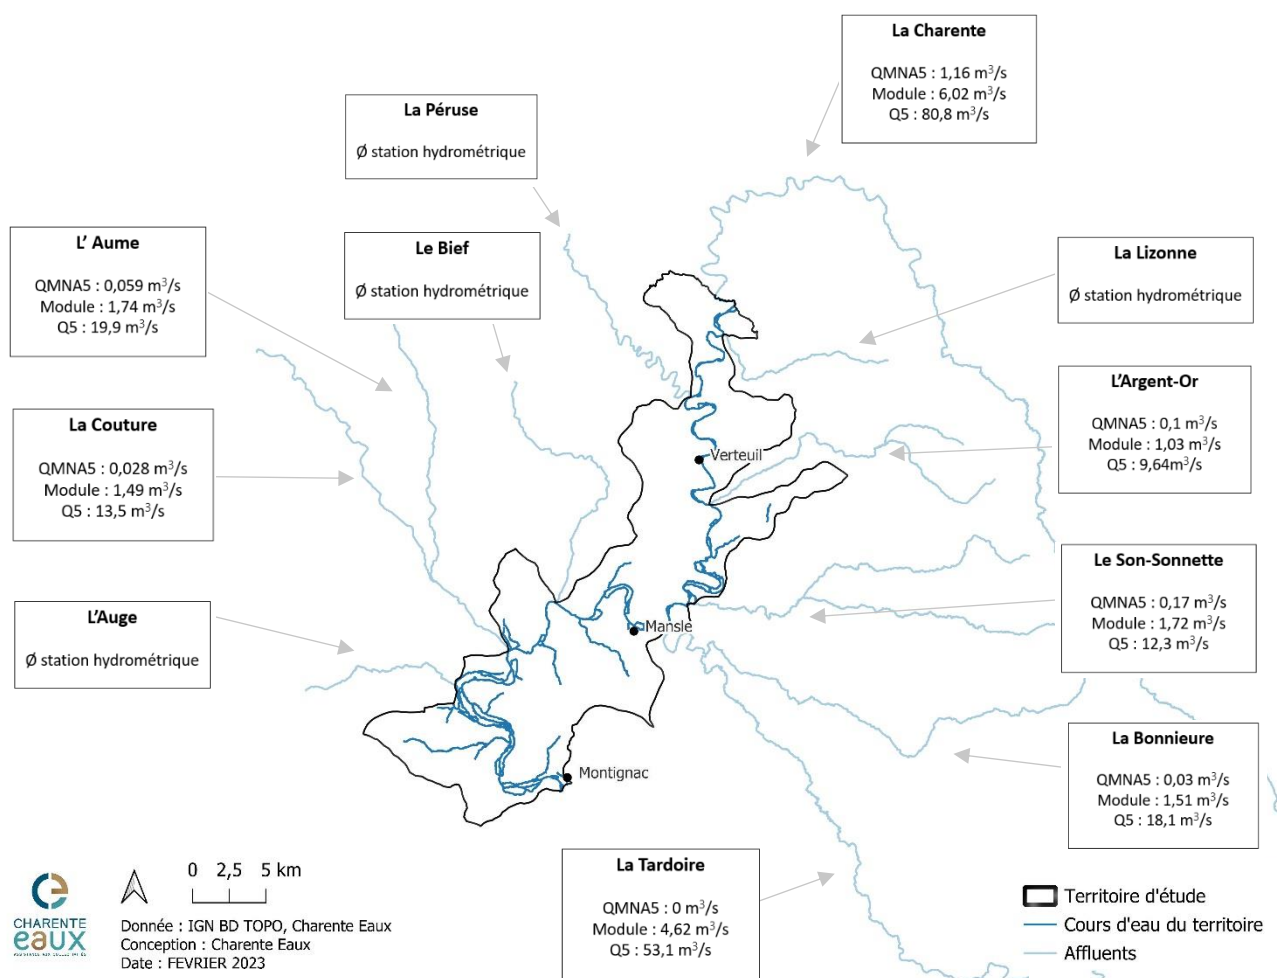 La Charente
QMNA5 : 1,16 m³/s
Module : 6,02 m³/s
Q5 : 80,8 m³/s
La Péruse
Ø station hydrométrique
L' Aume
QMNA5 : 0,059 m³/s
Module : 1,74 m³/s
Q5 : 19,9 m³/s
Le Bief
Ø station hydrométrique
La Lizonne
Ø station hydrométrique
L'Argent-Or
QMNA5 : 0,1 m³/s
Module : 1,03 m³/s
Q5 : 9,64m³/s
La Couture
QMNA5 : 0,028 m³/s
Module : 1,49 m³/s
Q5 : 13,5 m³/s
Verteuil
Le Son-Sonnette
QMNA5 : 0,17 m³/s
Module : 1,72 m³/s
Q5 : 12,3 m³/s
L'Auge
Ø station hydrométrique
Mansle
Montignac
La Bonnieure
QMNA5 : 0,03 m³/s
Module : 1,51 m³/s
Q5 : 18,1 m³/s
La Tardoire
QMNA5 : 0 m³/s
Module : 4,62 m³/s
Q5 : 53,1 m³/s
0 2,5 5 km
CHARENTE
eaux
Donnée : IGN BD TOPO, Charente Eaux
Conception : Charente Eaux
Date : FEVRIER 2023
Territoire d'étude
Cours d'eau du territoire
Affluents